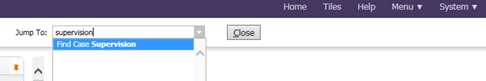 Home Tiles Help Menu ▼ System ▼
Jump To: supervision Close
Find Case Supervision